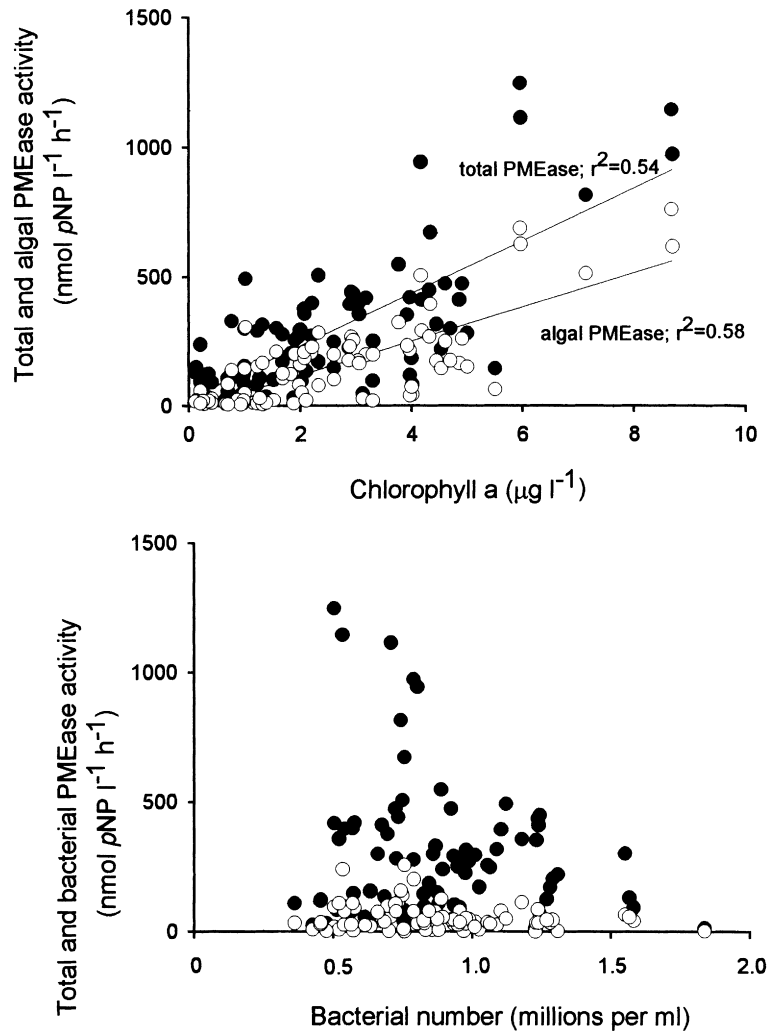 Total and algal PMEase activity
(nmol pNP l⁻¹ h⁻¹)
1500
1000
500
0
total PMEase; r²=0.54
algal PMEase; r²=0.58
0 2 4 6 8 10
Chlorophyll a (μg l⁻¹)
Total and bacterial PMEase activity
(nmol pNP l⁻¹ h⁻¹)
1500
1000
500
0
0 0.5 1.0 1.5 2.0
Bacterial number (millions per ml)